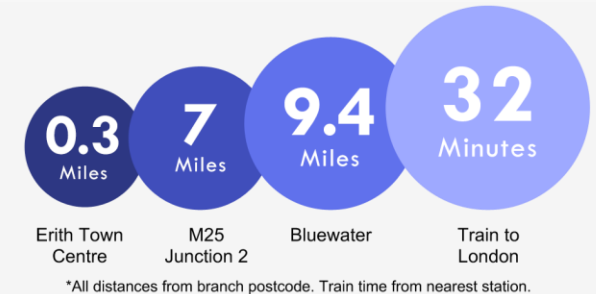 0.3
Miles
7
Miles
9.4
Miles
32
Minutes
Erith Town
Centre
M25
Junction 2
Bluewater
Train to
London
*All distances from branch postcode. Train time from nearest station.